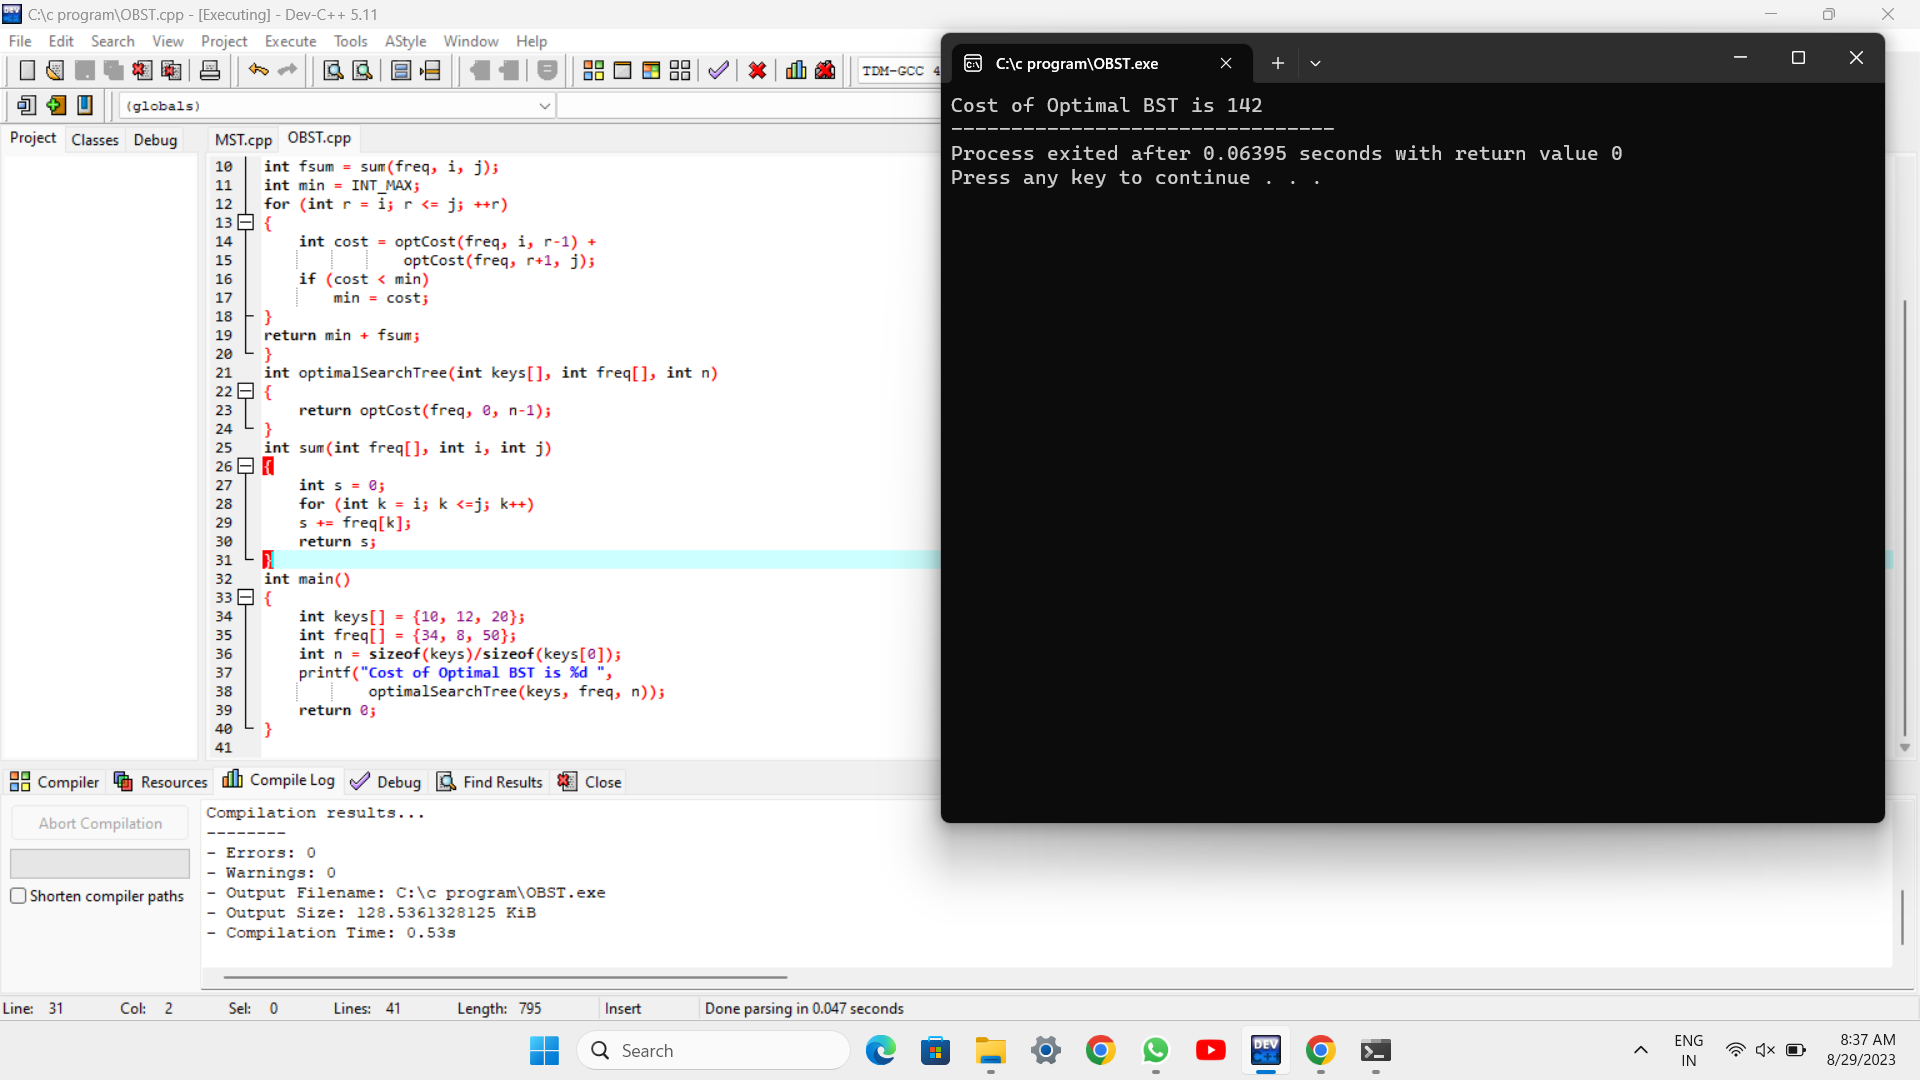 C:\c program\OBST.cpp - [Executing] - Dev-C++ 5.11
File Edit Search View Project Execute Tools AStyle Window Help
TDM-GCC 4
(globals)
Project Classes Debug
MST.cpp OBST.cpp
10 int fsum = sum(freq, i, j);
11 int min = INT_MAX;
12 for (int r = i; r <= j; ++r)
13 {
14 int cost = optCost(freq, i, r-1) +
15 optCost(freq, r+1, j);
16 if (cost < min)
17 min = cost;
18 }
19 return min + fsum;
20 }
21 int optimalSearchTree(int keys[], int freq[], int n)
22 {
23 return optCost(freq, 0, n-1);
24 }
25 int sum(int freq[], int i, int j)
26 {
27 int s = 0;
28 for (int k = i; k <=j; k++)
29 s += freq[k];
30 return s;
31 }
32 int main()
33 {
34 int keys[] = {10, 12, 20};
35 int freq[] = {34, 8, 50};
36 int n = sizeof(keys)/sizeof(keys[0]);
37 printf("Cost of Optimal BST is %d ",
38 optimalSearchTree(keys, freq, n));
39 return 0;
40 }
41
C:\c program\OBST.exe
Cost of Optimal BST is 142
--------------------------------
Process exited after 0.06395 seconds with return value 0
Press any key to continue . . .
Compiler Resources Compile Log Debug Find Results Close
Abort Compilation
Shorten compiler paths
Compilation results...
--------
- Errors: 0
- Warnings: 0
- Output Filename: C:\c program\OBST.exe
- Output Size: 128.5361328125 KiB
- Compilation Time: 0.53s
Line: 31 Col: 2 Sel: 0 Lines: 41 Length: 795 Insert Done parsing in 0.047 seconds
Search
DEV C++
ENG
IN
8:37 AM
8/29/2023